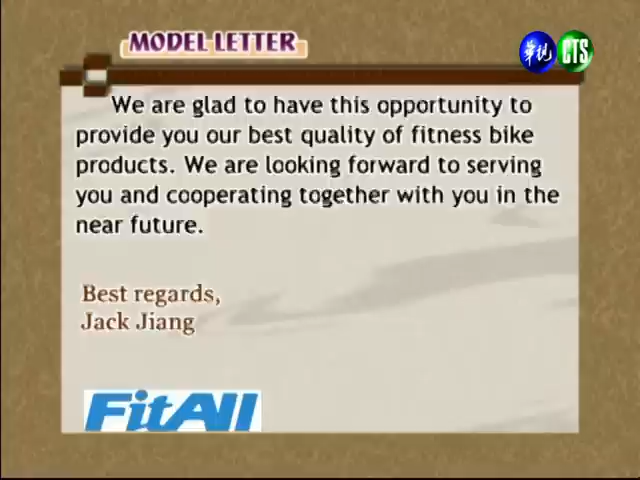 MODEL LETTER
華視 CTS
We are glad to have this opportunity to
provide you our best quality of fitness bike
products. We are looking forward to serving
you and cooperating together with you in the
near future.
Best regards,
Jack Jiang
FitAll